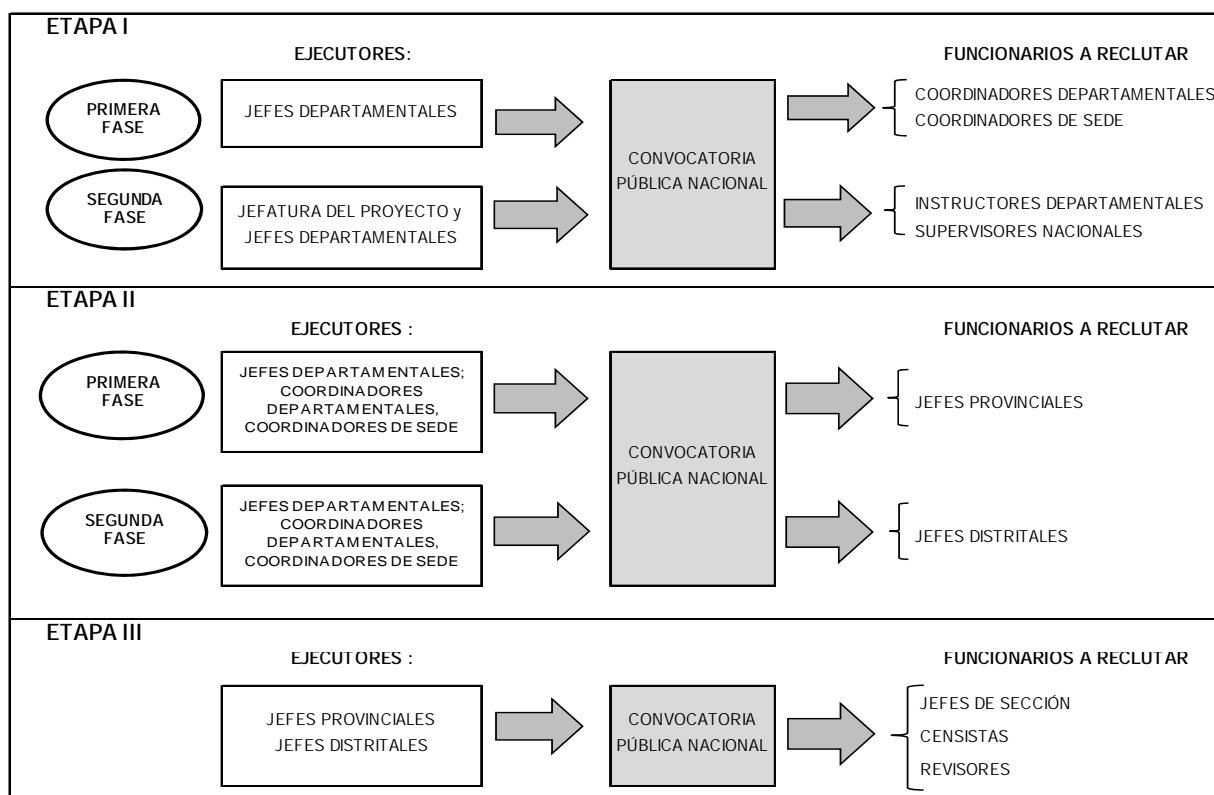 ETAPA I
EJECUTORES:
FUNCIONARIOS A RECLUTAR
PRIMERA
FASE
JEFES DEPARTAMENTALES
CONVOCATORIA
PÚBLICA NACIONAL
COORDINADORES DEPARTAMENTALES
COORDINADORES DE SEDE
SEGUNDA
FASE
JEFATURA DEL PROYECTO y
JEFES DEPARTAMENTALES
INSTRUCTORES DEPARTAMENTALES
SUPERVISORES NACIONALES
ETAPA II
EJECUTORES :
FUNCIONARIOS A RECLUTAR
PRIMERA
FASE
JEFES DEPARTAMENTALES;
COORDINADORES
DEPARTAMENTALES,
COORDINADORES DE SEDE
CONVOCATORIA
PÚBLICA NACIONAL
JEFES PROVINCIALES
SEGUNDA
FASE
JEFES DEPARTAMENTALES;
COORDINADORES
DEPARTAMENTALES,
COORDINADORES DE SEDE
JEFES DISTRITALES
ETAPA III
EJECUTORES :
FUNCIONARIOS A RECLUTAR
JEFES PROVINCIALES
JEFES DISTRITALES
CONVOCATORIA
PÚBLICA NACIONAL
JEFES DE SECCIÓN
CENSISTAS
REVISORES